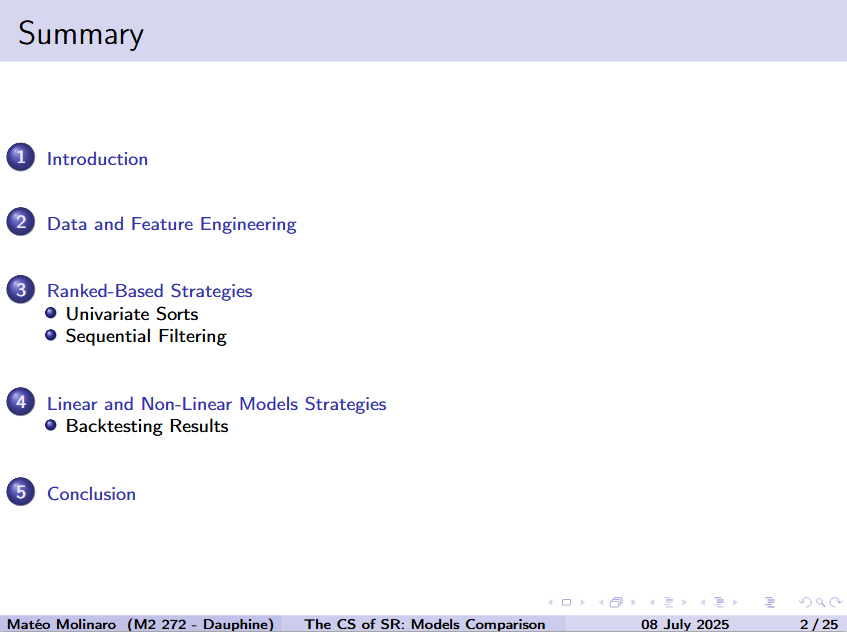 Summary
1 Introduction
2 Data and Feature Engineering
3 Ranked-Based Strategies
Univariate Sorts
Sequential Filtering
4 Linear and Non-Linear Models Strategies
Backtesting Results
5 Conclusion
Matéo Molinaro (M2 272 - Dauphine) The CS of SR: Models Comparison 08 July 2025 2 / 25